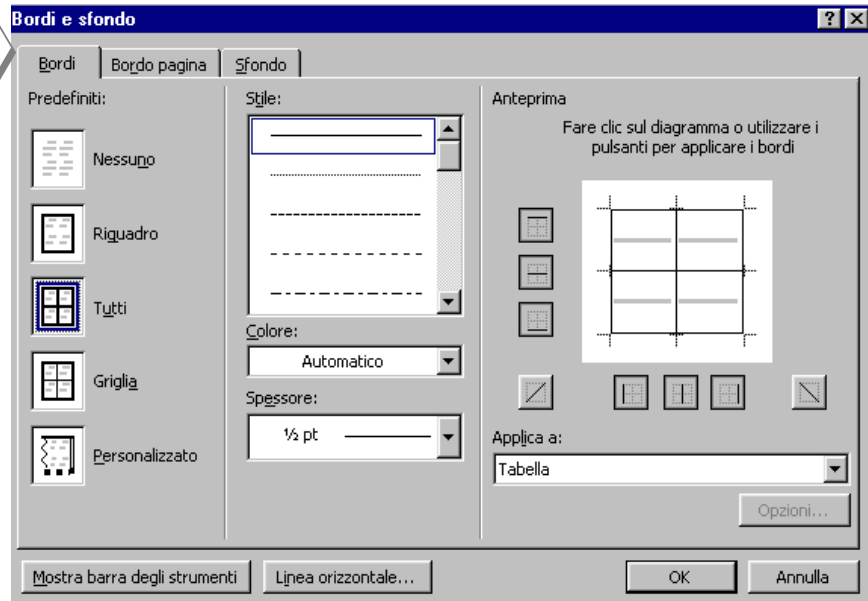 Bordi e sfondo
Bordi
Bordo pagina
Sfondo
Predefiniti:
Nessuno
Riquadro
Tutti
Griglia
Personalizzato
Stile:
Colore:
Automatico
Spessore:
½ pt
Anteprima
Fare clic sul diagramma o utilizzare i
pulsanti per applicare i bordi
Applica a:
Tabella
Opzioni...
Mostra barra degli strumenti
Linea orizzontale...
OK
Annulla